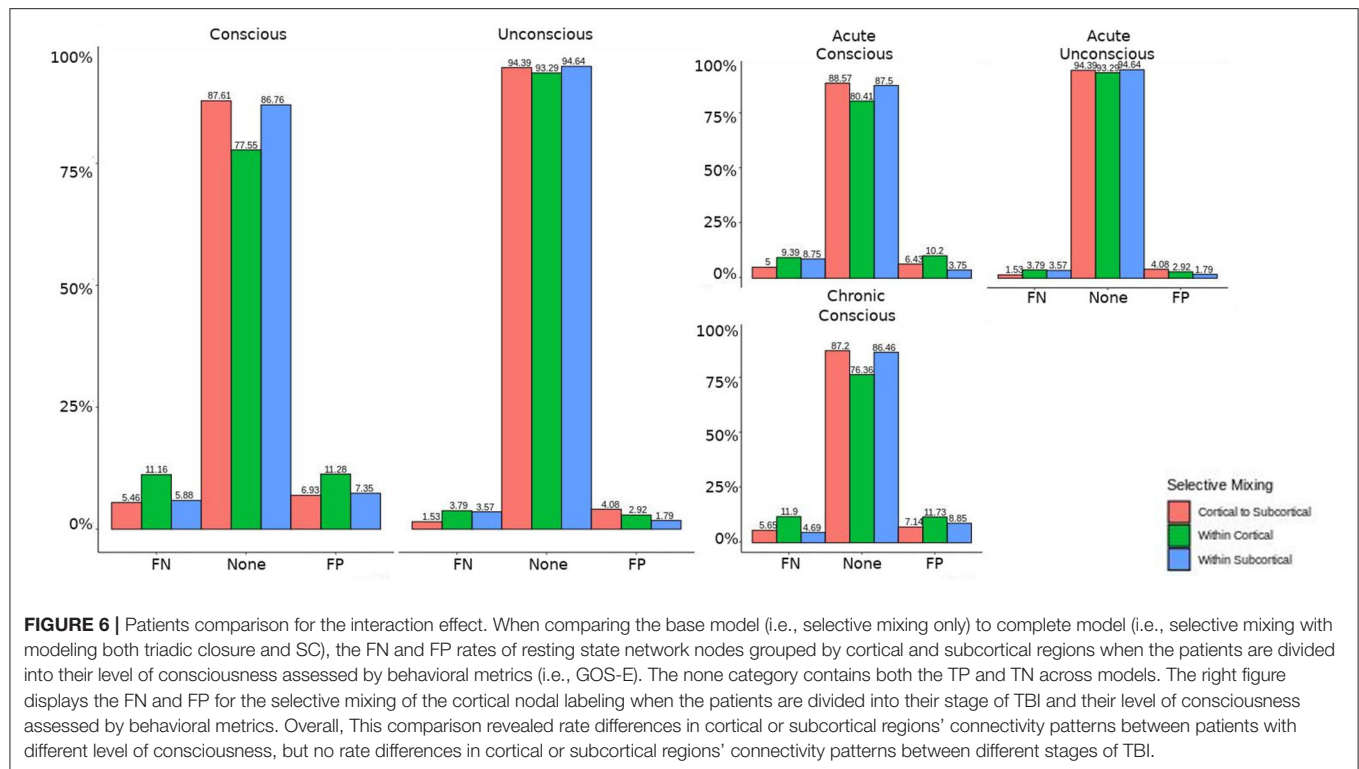 Conscious
100%
75%
50%
25%
0%
87.61
86.76
77.55
11.16
5.46
5.88
11.28
6.93
7.35
FN None FP
Unconscious
94.39 93.29 94.64
1.53 3.79 3.57
4.08 2.92 1.79
FN None FP
Acute
Conscious
100%
75%
50%
25%
0%
88.57 80.41 87.5
5 9.39 8.75
6.43 10.2 3.75
Acute
Unconscious
94.39 93.29 94.64
1.53 3.79 3.57
4.08 2.92 1.79
FN None FP
Chronic
Conscious
100%
75%
50%
25%
0%
87.2 76.36 86.46
5.65 11.9 4.69
7.14 11.73 8.85
FN None FP
Selective Mixing
Cortical to Subcortical
Within Cortical
Within Subcortical
FIGURE 6 | Patients comparison for the interaction effect. When comparing the base model (i.e., selective mixing only) to complete model (i.e., selective mixing with
modeling both triadic closure and SC), the FN and FP rates of resting state network nodes grouped by cortical and subcortical regions when the patients are divided
into their level of consciousness assessed by behavioral metrics (i.e., GOS-E). The none category contains both the TP and TN across models. The right figure
displays the FN and FP for the selective mixing of the cortical nodal labeling when the patients are divided into their stage of TBI and their level of consciousness
assessed by behavioral metrics. Overall, This comparison revealed rate differences in cortical or subcortical regions' connectivity patterns between patients with
different level of consciousness, but no rate differences in cortical or subcortical regions' connectivity patterns between different stages of TBI.